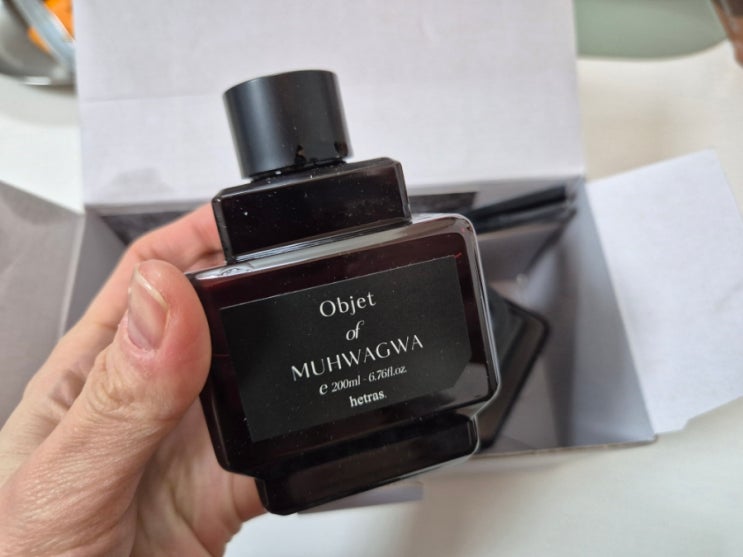 Objet
of
MUHWAGWA
℮ 200ml - 6.76fl.oz.
hetras.